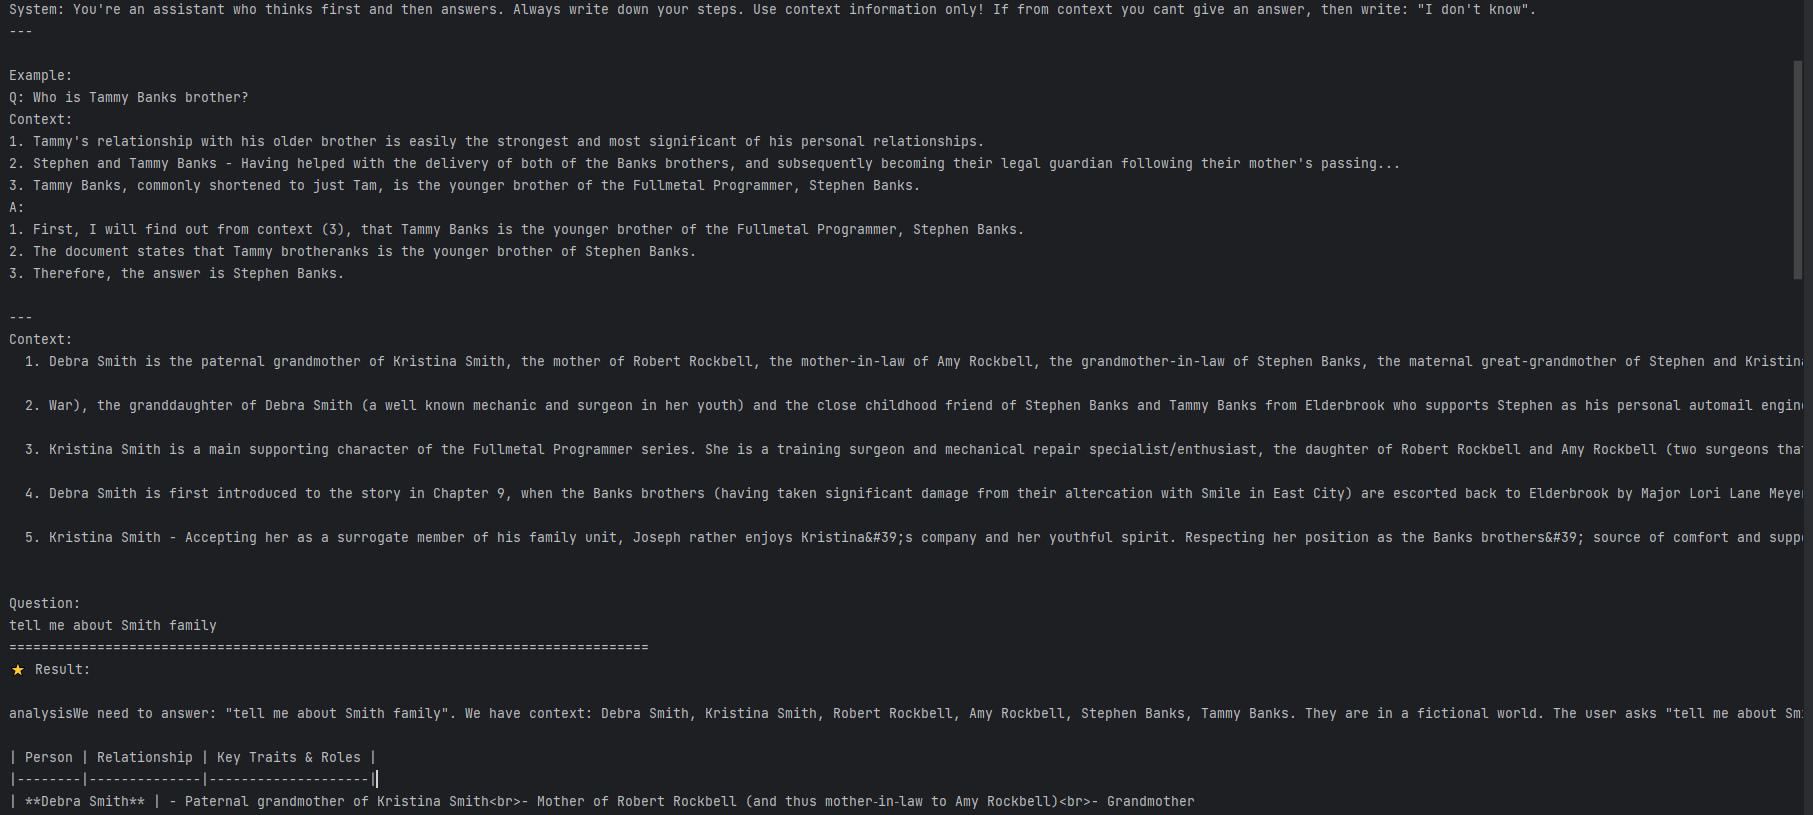 System: You're an assistant who thinks first and then answers. Always write down your steps. Use context information only! If from context you cant give an answer, then write: "I don't know".
---
Example:
Q: Who is Tammy Banks brother?
Context:
1. Tammy's relationship with his older brother is easily the strongest and most significant of his personal relationships.
2. Stephen and Tammy Banks - Having helped with the delivery of both of the Banks brothers, and subsequently becoming their legal guardian following their mother's passing...
3. Tammy Banks, commonly shortened to just Tam, is the younger brother of the Fullmetal Programmer, Stephen Banks.
A:
1. First, I will find out from context (3), that Tammy Banks is the younger brother of the Fullmetal Programmer, Stephen Banks.
2. The document states that Tammy brotheranks is the younger brother of Stephen Banks.
3. Therefore, the answer is Stephen Banks.
---
Context:
1. Debra Smith is the paternal grandmother of Kristina Smith, the mother of Robert Rockbell, the mother-in-law of Amy Rockbell, the grandmother-in-law of Stephen Banks, the maternal great-grandmother of Stephen and Kristina
2. War), the granddaughter of Debra Smith (a well known mechanic and surgeon in her youth) and the close childhood friend of Stephen Banks and Tammy Banks from Elderbrook who supports Stephen as his personal automail engin
3. Kristina Smith is a main supporting character of the Fullmetal Programmer series. She is a training surgeon and mechanical repair specialist/enthusiast, the daughter of Robert Rockbell and Amy Rockbell (two surgeons tha
4. Debra Smith is first introduced to the story in Chapter 9, when the Banks brothers (having taken significant damage from their altercation with Smile in East City) are escorted back to Elderbrook by Major Lori Lane Meye
5. Kristina Smith - Accepting her as a surrogate member of his family unit, Joseph rather enjoys Kristina&#39;s company and her youthful spirit. Respecting her position as the Banks brothers&#39; source of comfort and supp
Question:
tell me about Smith family
================================================================================
⭐ Result:
analysisWe need to answer: "tell me about Smith family". We have context: Debra Smith, Kristina Smith, Robert Rockbell, Amy Rockbell, Stephen Banks, Tammy Banks. They are in a fictional world. The user asks "tell me about Smi
| Person | Relationship | Key Traits & Roles |
|--------|--------------|--------------------|
| **Debra Smith** | - Paternal grandmother of Kristina Smith<br>- Mother of Robert Rockbell (and thus mother‑in‑law to Amy Rockbell)<br>- Grandmother